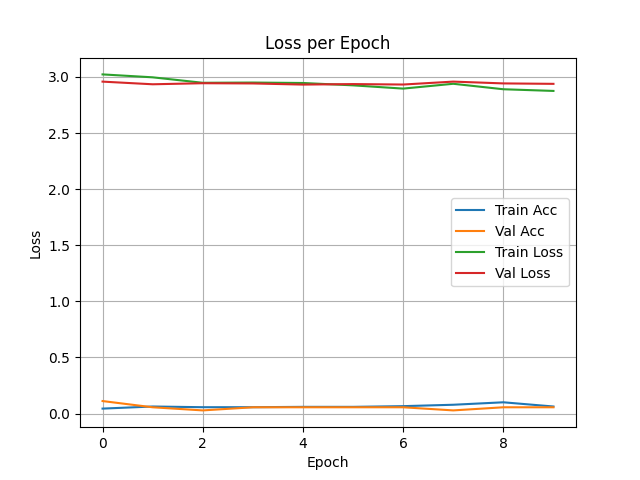 Loss per Epoch
3.0
2.5
2.0
1.5
1.0
0.5
0.0
Loss
Train Acc
Val Acc
Train Loss
Val Loss
0 2 4 6 8
Epoch